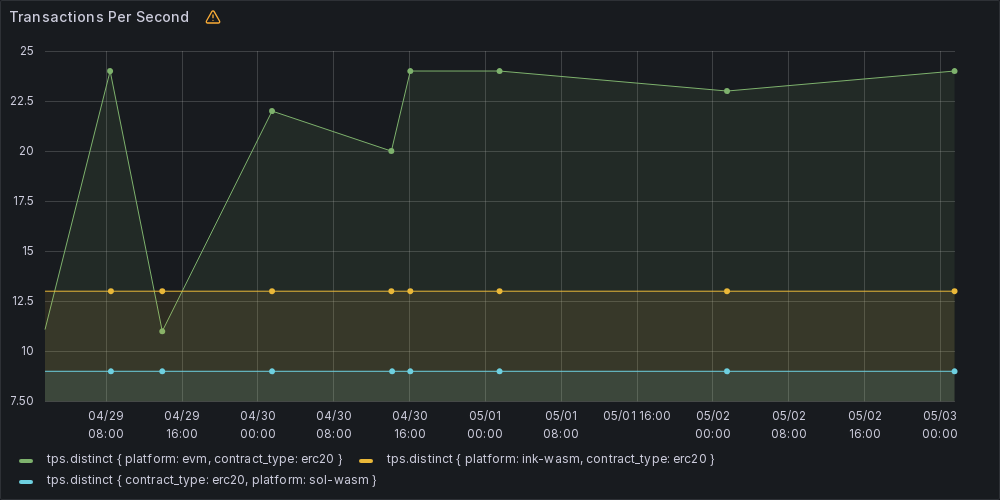 Transactions Per Second
25
22.5
20
17.5
15
12.5
10
7.50
04/29 04/29 04/30 04/30 04/30 05/01 05/01 05/01 16:00 05/02 05/02 05/02 05/03
08:00 16:00 00:00 08:00 16:00 00:00 08:00 00:00 08:00 16:00 00:00
tps.distinct { platform: evm, contract_type: erc20 } tps.distinct { platform: ink-wasm, contract_type: erc20 }
tps.distinct { contract_type: erc20, platform: sol-wasm }